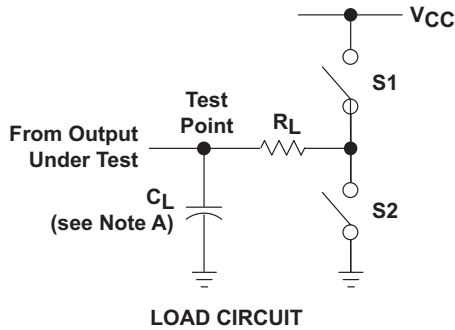 VCC
S1
Test
Point
RL
From Output
Under Test
CL
(see Note A)
S2
LOAD CIRCUIT